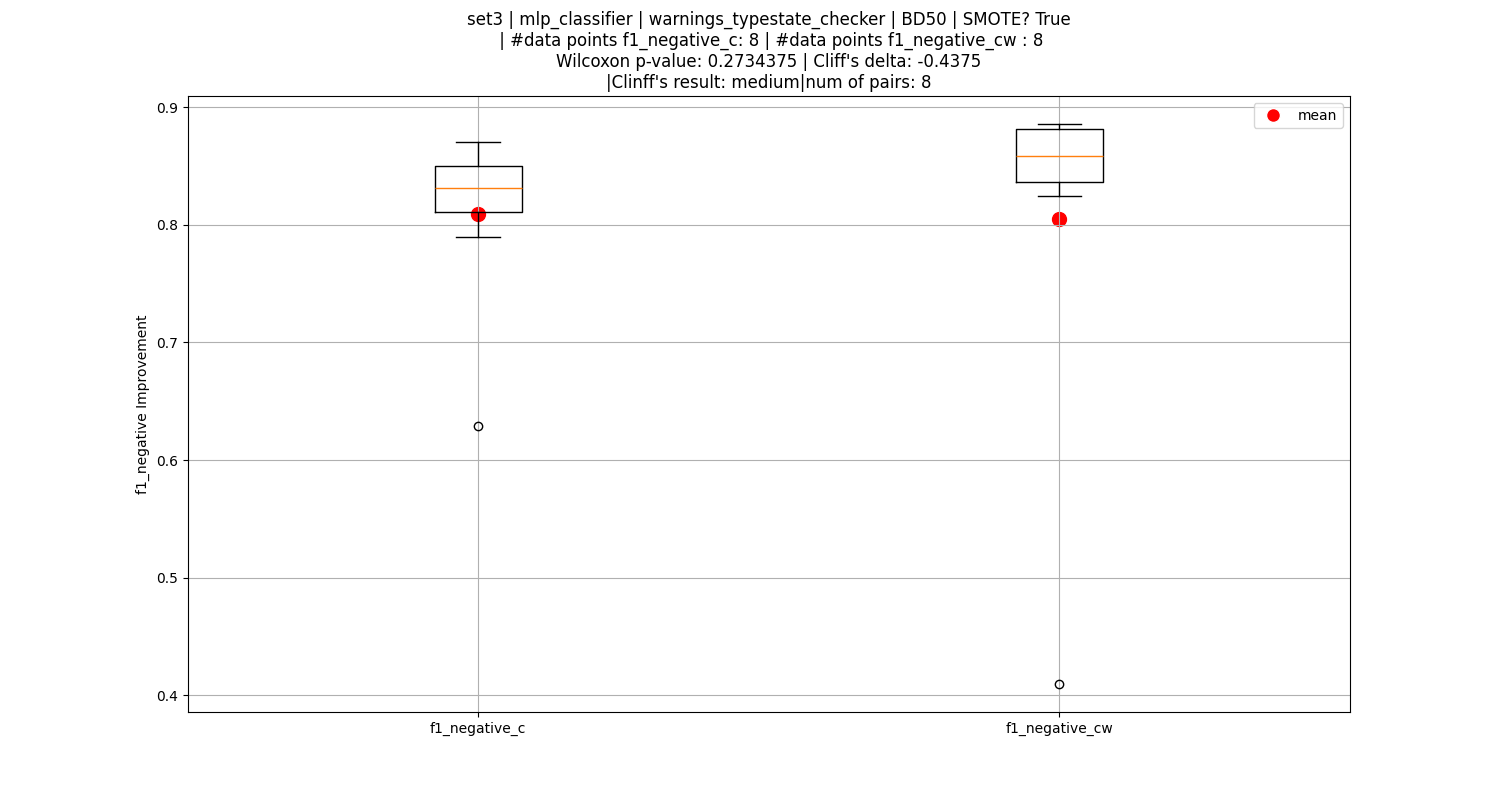 set3 | mlp_classifier | warnings_typestate_checker | BD50 | SMOTE? True
| #data points f1_negative_c: 8 | #data points f1_negative_cw : 8
Wilcoxon p-value: 0.2734375 | Cliff's delta: -0.4375
|Clinff's result: medium|num of pairs: 8
mean
0.9
0.8
0.7
0.6
0.5
0.4
f1_negative Improvement
f1_negative_c
f1_negative_cw